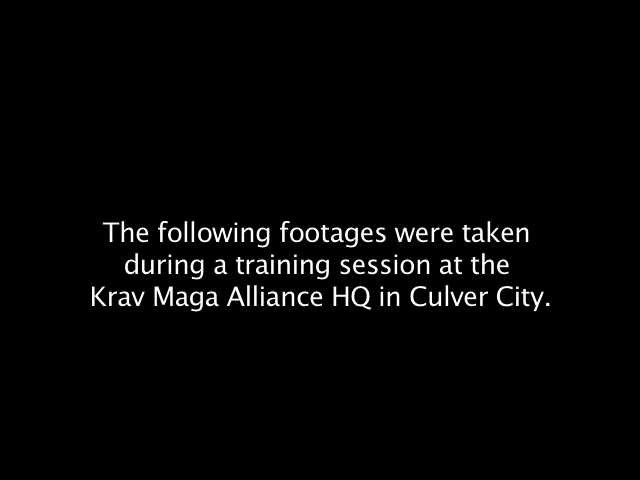 The following footages were taken
during a training session at the
Krav Maga Alliance HQ in Culver City.